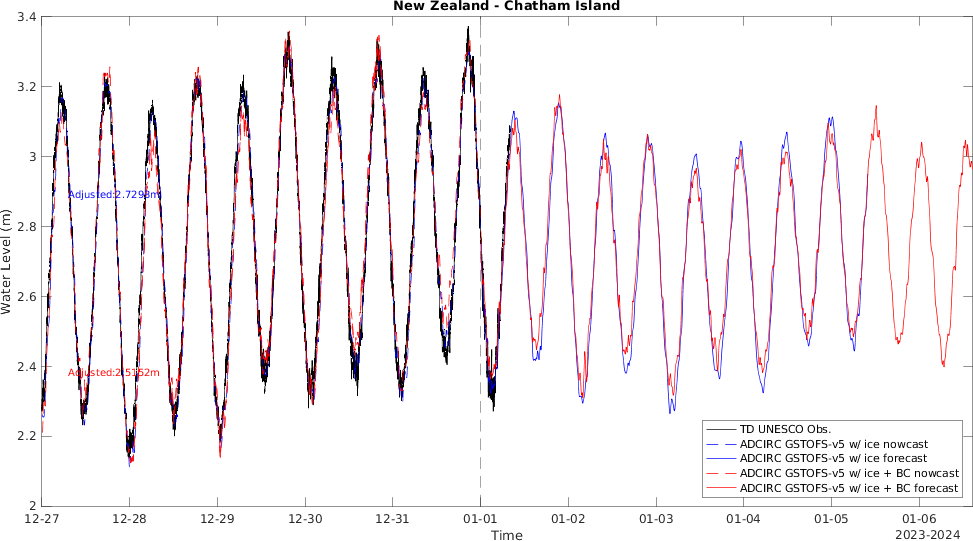 New Zealand - Chatham Island
3.4
3.2
3
2.8
2.6
2.4
2.2
2
Water Level (m)
Adjusted:2.7293m
Adjusted:2.5152m
TD UNESCO Obs.
ADCIRC GSTOFS-v5 w/ ice nowcast
ADCIRC GSTOFS-v5 w/ ice forecast
ADCIRC GSTOFS-v5 w/ ice + BC nowcast
ADCIRC GSTOFS-v5 w/ ice + BC forecast
12-27 12-28 12-29 12-30 12-31 01-01 01-02 01-03 01-04 01-05 01-06
Time
2023-2024